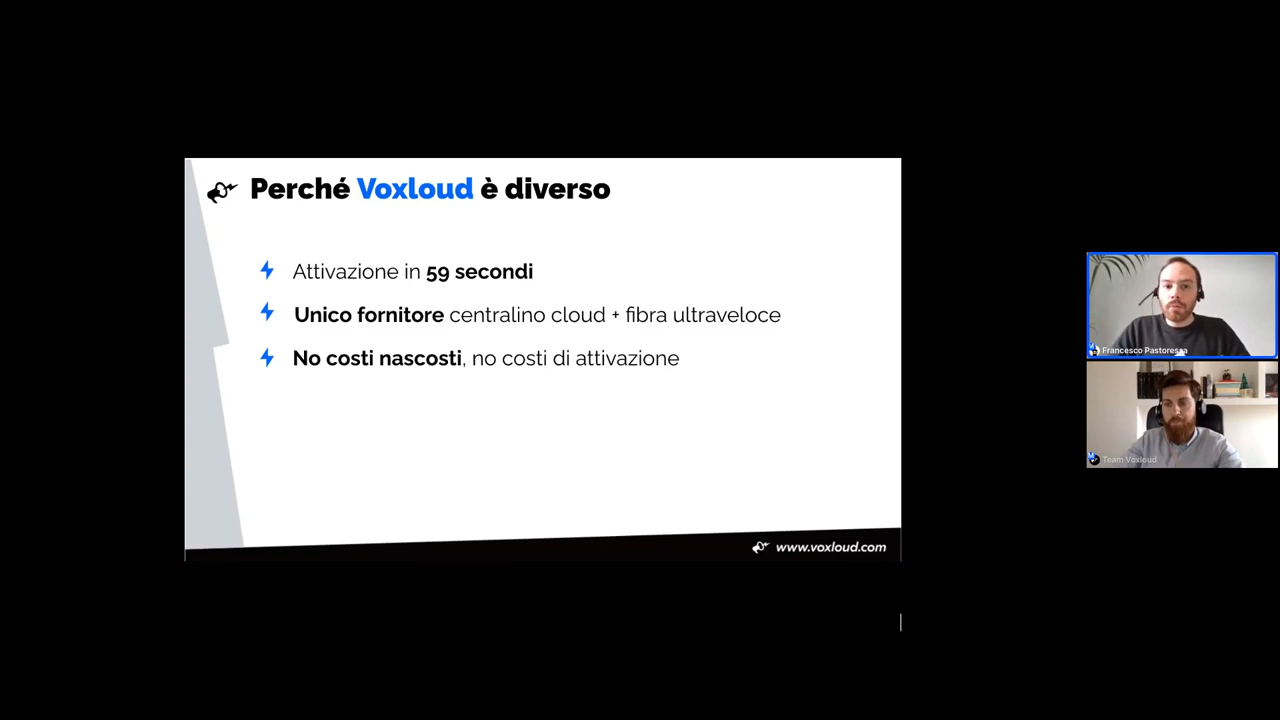 Perché Voxloud è diverso
Attivazione in 59 secondi
Unico fornitore centralino cloud + fibra ultraveloce
No costi nascosti, no costi di attivazione
www.voxloud.com
Francesco Pastoressa
Team Voxloud